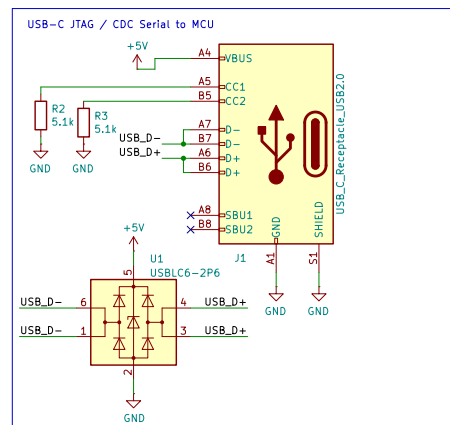 USB-C JTAG / CDC Serial to MCU
+5V
A4
VBUS
A5
CC1
B5
CC2
R2
5.1k
R3
5.1k
GND
GND
USB_D-
USB_D+
A7
D-
B7
D-
A6
D+
B6
D+
A8
SBU1
B8
SBU2
GND
SHIELD
USB_C_Receptacle_USB2.0
J1
A1
S1
GND
GND
+5V
U1
USBLC6-2P6
5
USB_D-
6
4
USB_D+
USB_D-
1
3
USB_D+
2
GND